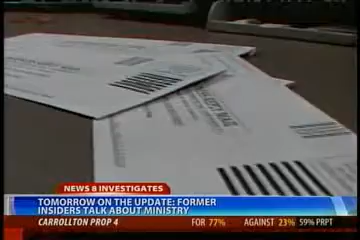 NEWS 8 INVESTIGATES
TOMORROW ON THE UPDATE: FORMER
INSIDERS TALK ABOUT MINISTRY
CARROLLTON PROP 4 FOR 77% AGAINST 23% 59% PRPT